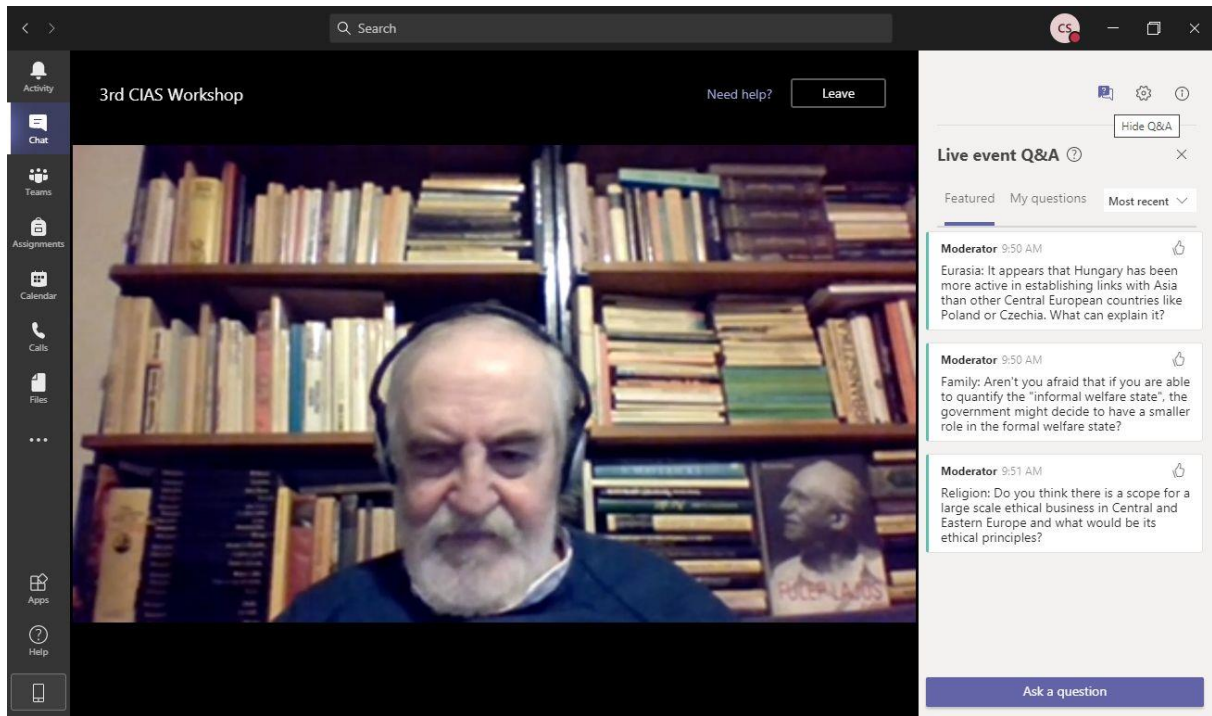 Search
CS
Activity
Chat
Teams
Assignments
Calendar
Calls
Files
Apps
Help
3rd CIAS Workshop
Need help?
Leave
FÜLEP LAJOS
Hide Q&A
Live event Q&A
Featured
My questions
Most recent
Moderator 9:50 AM
Eurasia: It appears that Hungary has been
more active in establishing links with Asia
than other Central European countries like
Poland or Czechia. What can explain it?
Moderator 9:50 AM
Family: Aren't you afraid that if you are able
to quantify the "informal welfare state", the
government might decide to have a smaller
role in the formal welfare state?
Moderator 9:51 AM
Religion: Do you think there is a scope for a
large scale ethical business in Central and
Eastern Europe and what would be its
ethical principles?
Ask a question